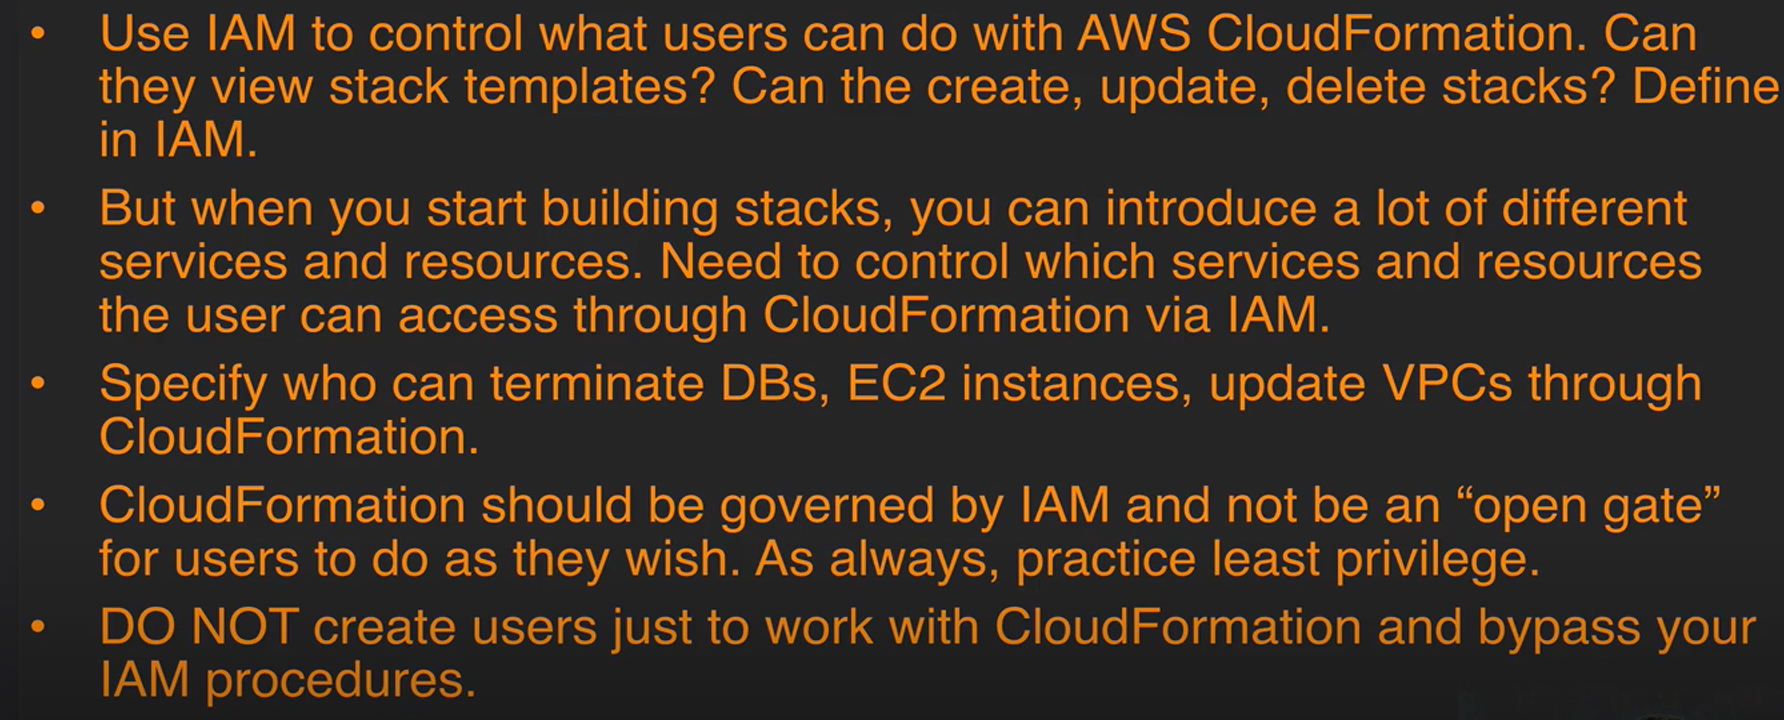 • Use IAM to control what users can do with AWS CloudFormation. Can
they view stack templates? Can the create, update, delete stacks? Define
in IAM.
• But when you start building stacks, you can introduce a lot of different
services and resources. Need to control which services and resources
the user can access through CloudFormation via IAM.
• Specify who can terminate DBs, EC2 instances, update VPCs through
CloudFormation.
• CloudFormation should be governed by IAM and not be an “open gate”
for users to do as they wish. As always, practice least privilege.
• DO NOT create users just to work with CloudFormation and bypass your
IAM procedures.